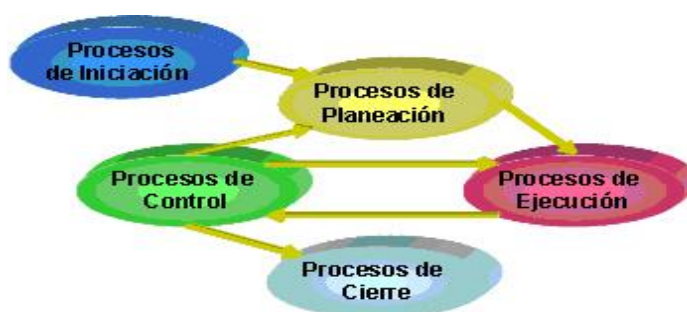 Procesos
de Iniciación
Procesos de
Planeación
Procesos de
Control
Procesos de
Ejecución
Procesos de
Cierre